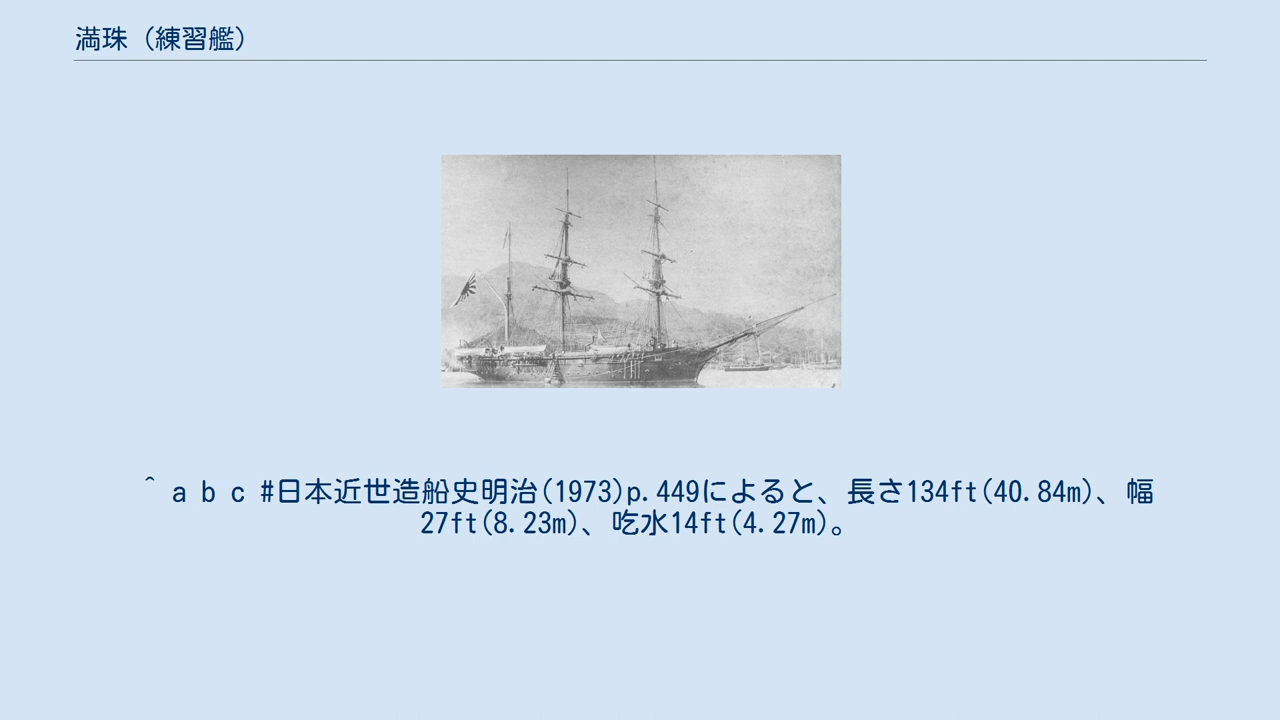 満珠（練習艦）
^ a b c #日本近世造船史明治(1973)p.449によると、長さ134ft(40.84m)、幅
27ft(8.23m)、吃水14ft(4.27m)。